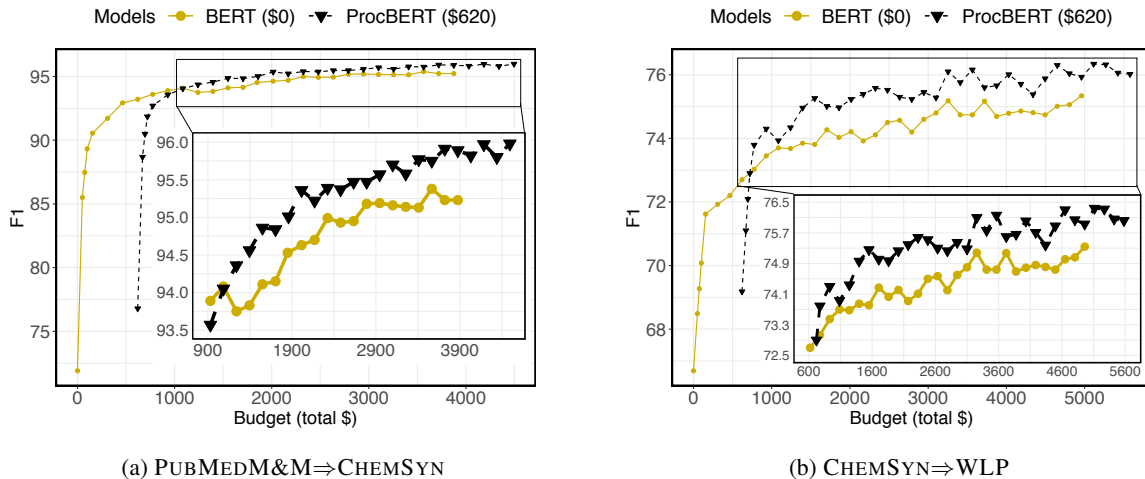 Models BERT ($0) ProcBERT ($620)
F1
95
90
85
80
75
96.0
95.5
95.0
94.5
94.0
93.5
900 1900 2900 3900
0 1000 2000 3000 4000
Budget (total $)
(a) PUBMEDM&M⇒CHEMSYN
Models BERT ($0) ProcBERT ($620)
F1
76
74
72
70
68
76.5
75.7
74.9
74.1
73.3
72.5
600 1600 2600 3600 4600 5600
0 1000 2000 3000 4000 5000
Budget (total $)
(b) CHEMSYN⇒WLP